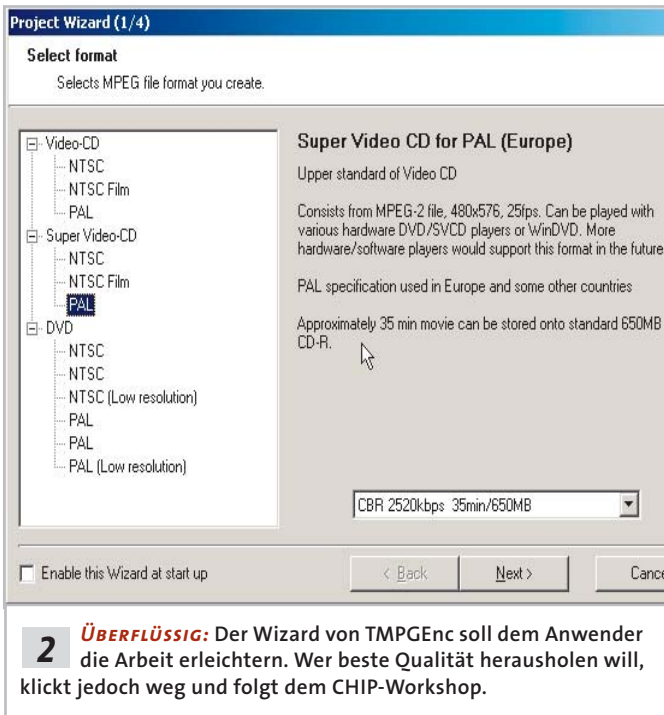 Project Wizard (1/4)
Select format
Selects MPEG file format you create.
Video-CD
NTSC
NTSC Film
PAL
Super Video-CD
NTSC
NTSC Film
PAL
DVD
NTSC
NTSC
NTSC (Low resolution)
PAL
PAL
PAL (Low resolution)
Super Video CD for PAL (Europe)
Upper standard of Video CD
Consists from MPEG-2 file, 480x576, 25fps. Can be played with
various hardware DVD/SVCD players or WinDVD. More
hardware/software players would support this format in the future
PAL specification used in Europe and some other countries
Approximately 35 min movie can be stored onto standard 650MB
CD-R.
CBR 2520kbps 35min/650MB
Enable this Wizard at start up
< Back
Next >
Cance
2 ÜBERFLÜSSIG: Der Wizard von TMPGEnc soll dem Anwender
die Arbeit erleichtern. Wer beste Qualität herausholen will,
klickt jedoch weg und folgt dem CHIP-Workshop.